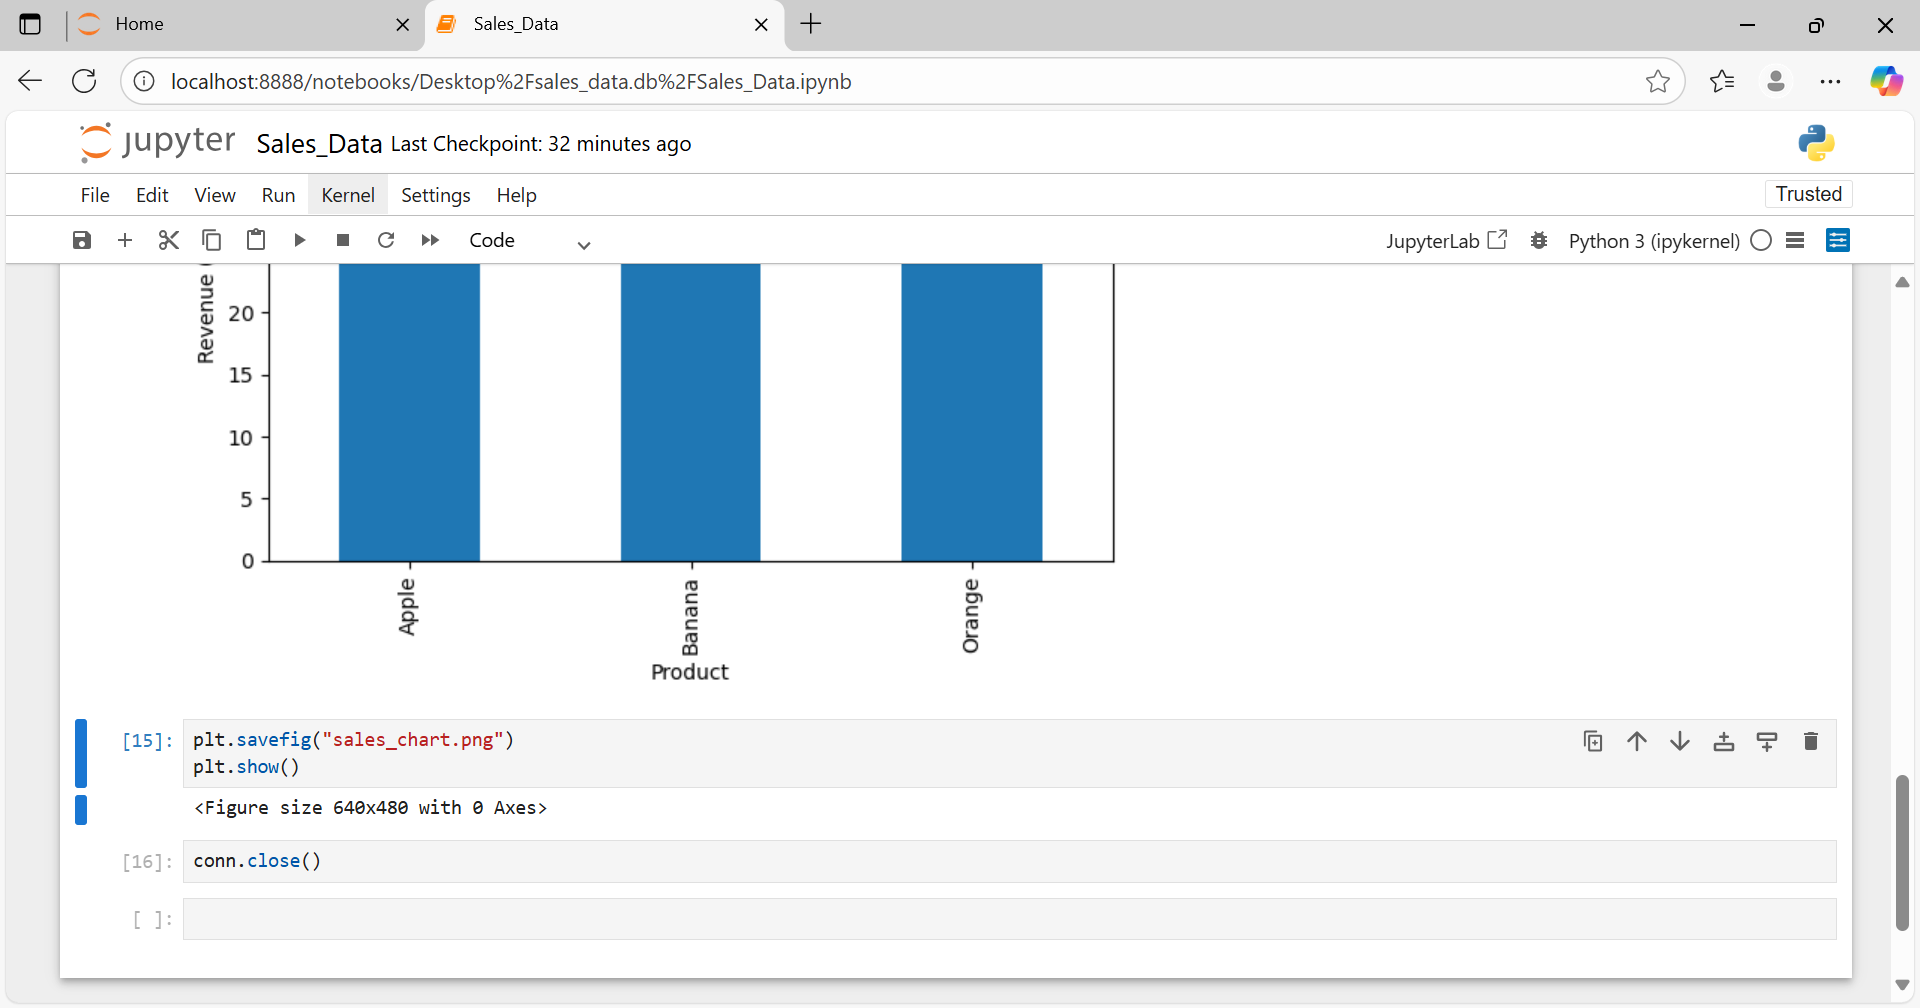 Home
Sales_Data
localhost:8888/notebooks/Desktop%2Fsales_data.db%2FSales_Data.ipynb
jupyter Sales_Data Last Checkpoint: 32 minutes ago
File Edit View Run Kernel Settings Help Trusted
Code JupyterLab Python 3 (ipykernel)
Revenue
20
15
10
5
0
Apple Banana Orange
Product
[15]: plt.savefig("sales_chart.png")
plt.show()
<Figure size 640x480 with 0 Axes>
[16]: conn.close()
[ ]: